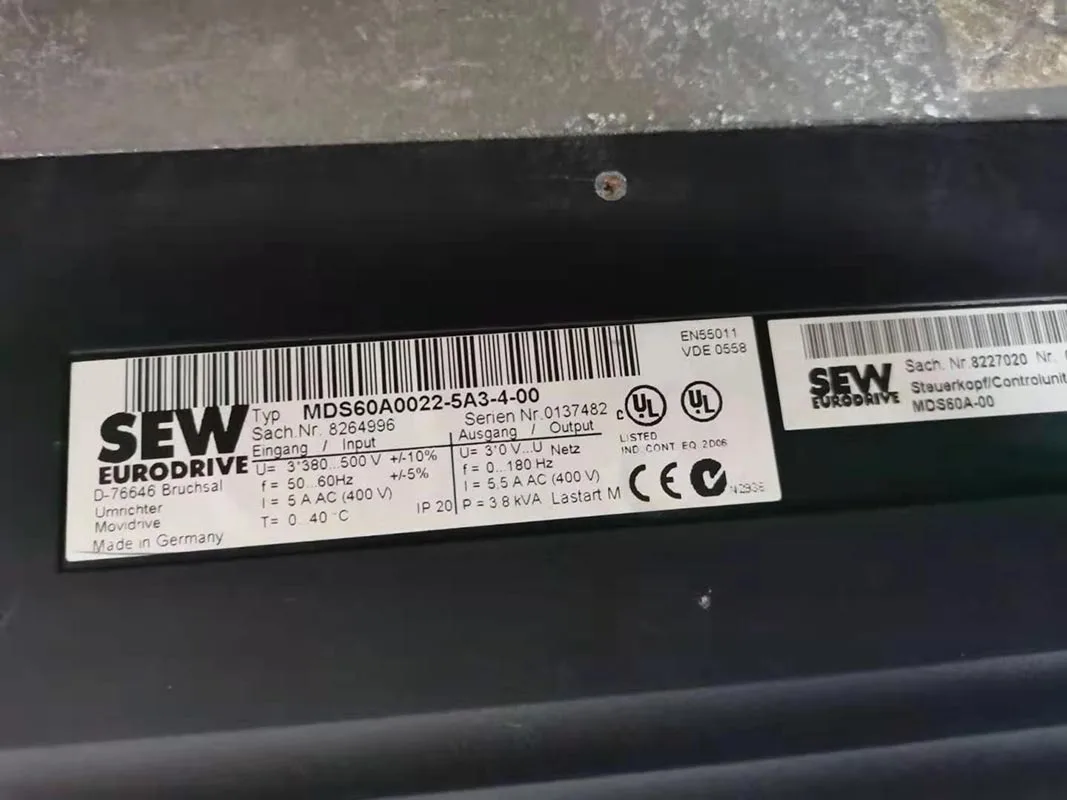 EN55011
VDE 0558
SEW
EURODRIVE
D-76646 Bruchsal
Umrichter
Movidrive
Made in Germany
Typ MDS60A0022-5A3-4-00
Sach.Nr. 8264996 Serien Nr.0137482
Eingang / Input
U= 3*380...500 V +/-10%
f = 50...60Hz +/-5%
I = 5 A AC (400 V)
T= 0...40 °C
IP 20
Ausgang / Output
U= 3*0 V...U Netz
f = 0...180 Hz
I = 5,5 A AC (400 V)
P = 3.8 kVA Lastart M
c UL
UL
LISTED
IND.CONT. EQ. 2D06
CE
N2936
SEW
EURODRIVE
Sach. Nr.8227020 Nr.
Steuerkopf/Controlunit
MDS60A-00